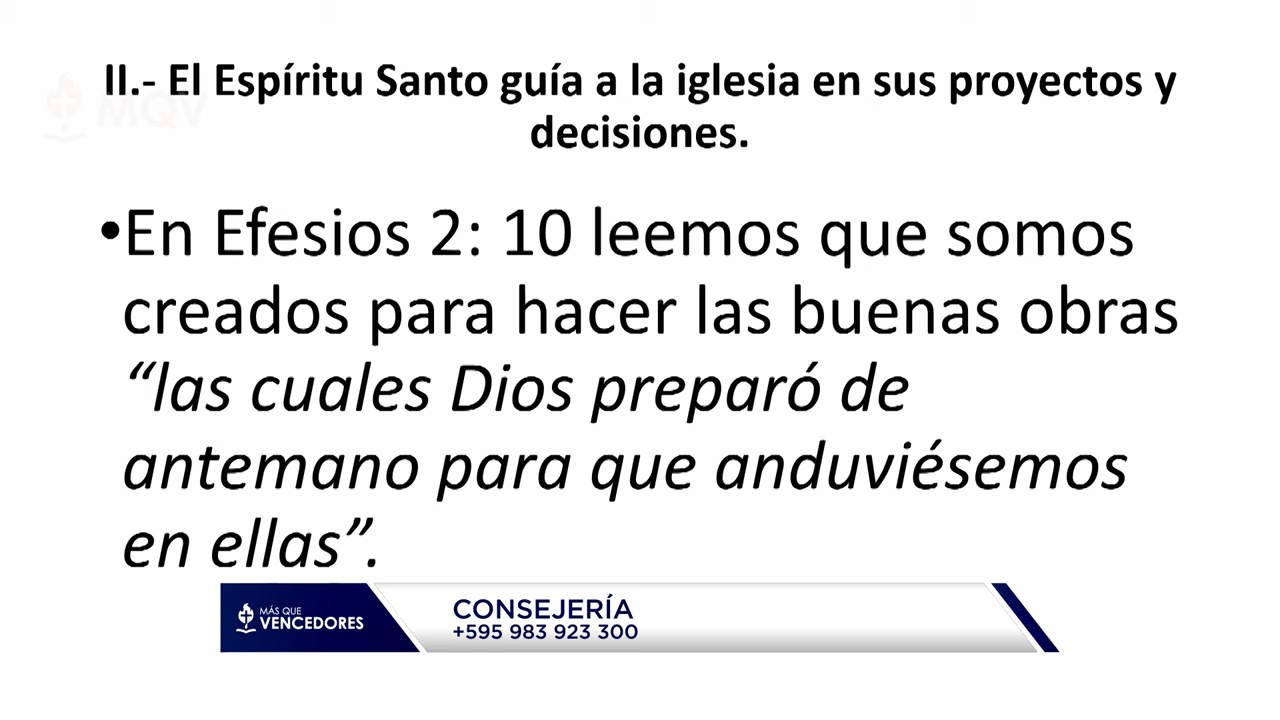 II.- El Espíritu Santo guía a la iglesia en sus proyectos y
decisiones.
MQV
•En Efesios 2: 10 leemos que somos
creados para hacer las buenas obras
“las cuales Dios preparó de
antemano para que anduviésemos
en ellas”.
MÁS QUE
VENCEDORES
CONSEJERÍA
+595 983 923 300